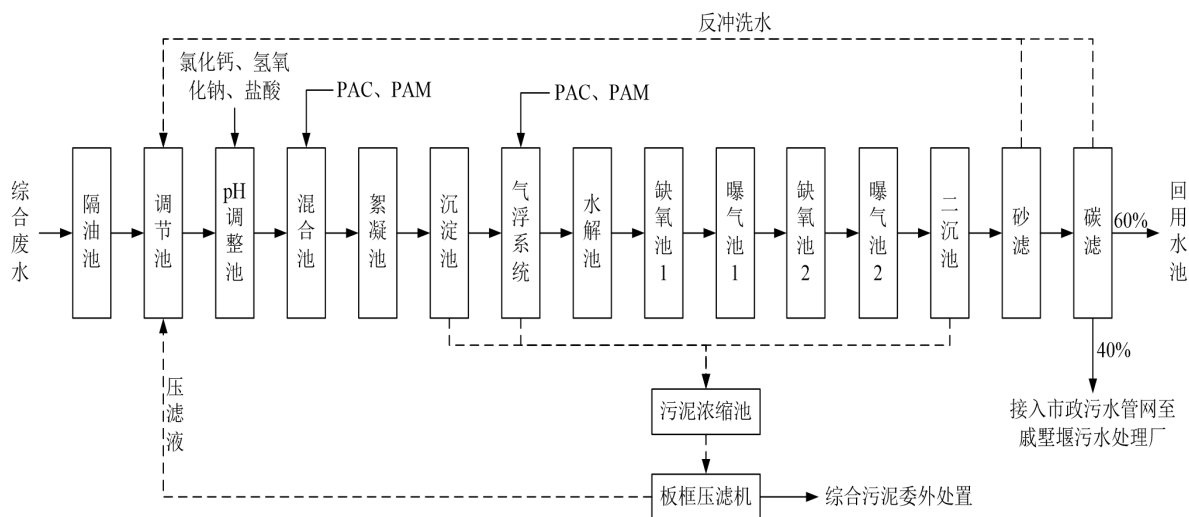 反冲洗水
氯化钙、氢氧
化钠、盐酸
PAC、PAM
PAC、PAM
综合废水
隔油池
调节池
pH调整池
混合池
絮凝池
沉淀池
气浮系统
水解池
缺氧池1
曝气池1
缺氧池2
曝气池2
二沉池
砂滤
碳滤
60%
回用水池
40%
压滤液
污泥浓缩池
接入市政污水管网至
戚墅堰污水处理厂
板框压滤机
综合污泥委外处置